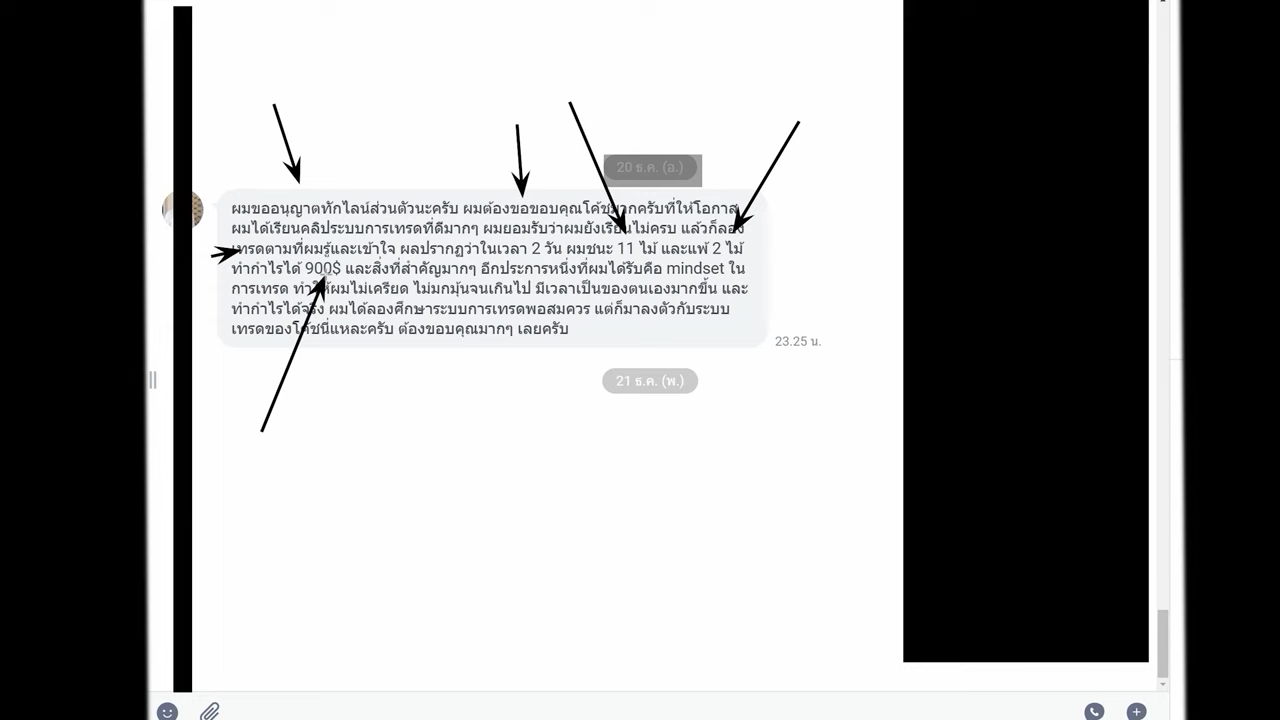 20 ธ.ค. (อ.)
ผมขออนุญาตทักไลน์ส่วนตัวนะครับ ผมต้องขอขอบคุณโค้ชมากครับที่ให้โอกาส
ผมได้เรียนคลิประบบการเทรดที่ดีมากๆ ผมยอมรับว่าผมยังเรียนไม่ครบ แล้วก็ลอง
เทรดตามที่ผมรู้และเข้าใจ ผลปรากฏว่าในเวลา 2 วัน ผมชนะ 11 ไม้ และแพ้ 2 ไม้
ทำกำไรได้ 900$ และสิ่งที่สำคัญมากๆ อีกประการหนึ่งที่ผมได้รับคือ mindset ใน
การเทรด ทำให้ผมไม่เครียด ไม่มกมุ้นจนเกินไป มีเวลาเป็นของตนเองมากขึ้น และ
ทำกำไรได้จริง ผมได้ลองศึกษาระบบการเทรดพอสมควร แต่ก็มาลงตัวกับระบบ
เทรดของโค้ชนี่แหละครับ ต้องขอบคุณมากๆ เลยครับ
23.25 น.
21 ธ.ค. (พ.)